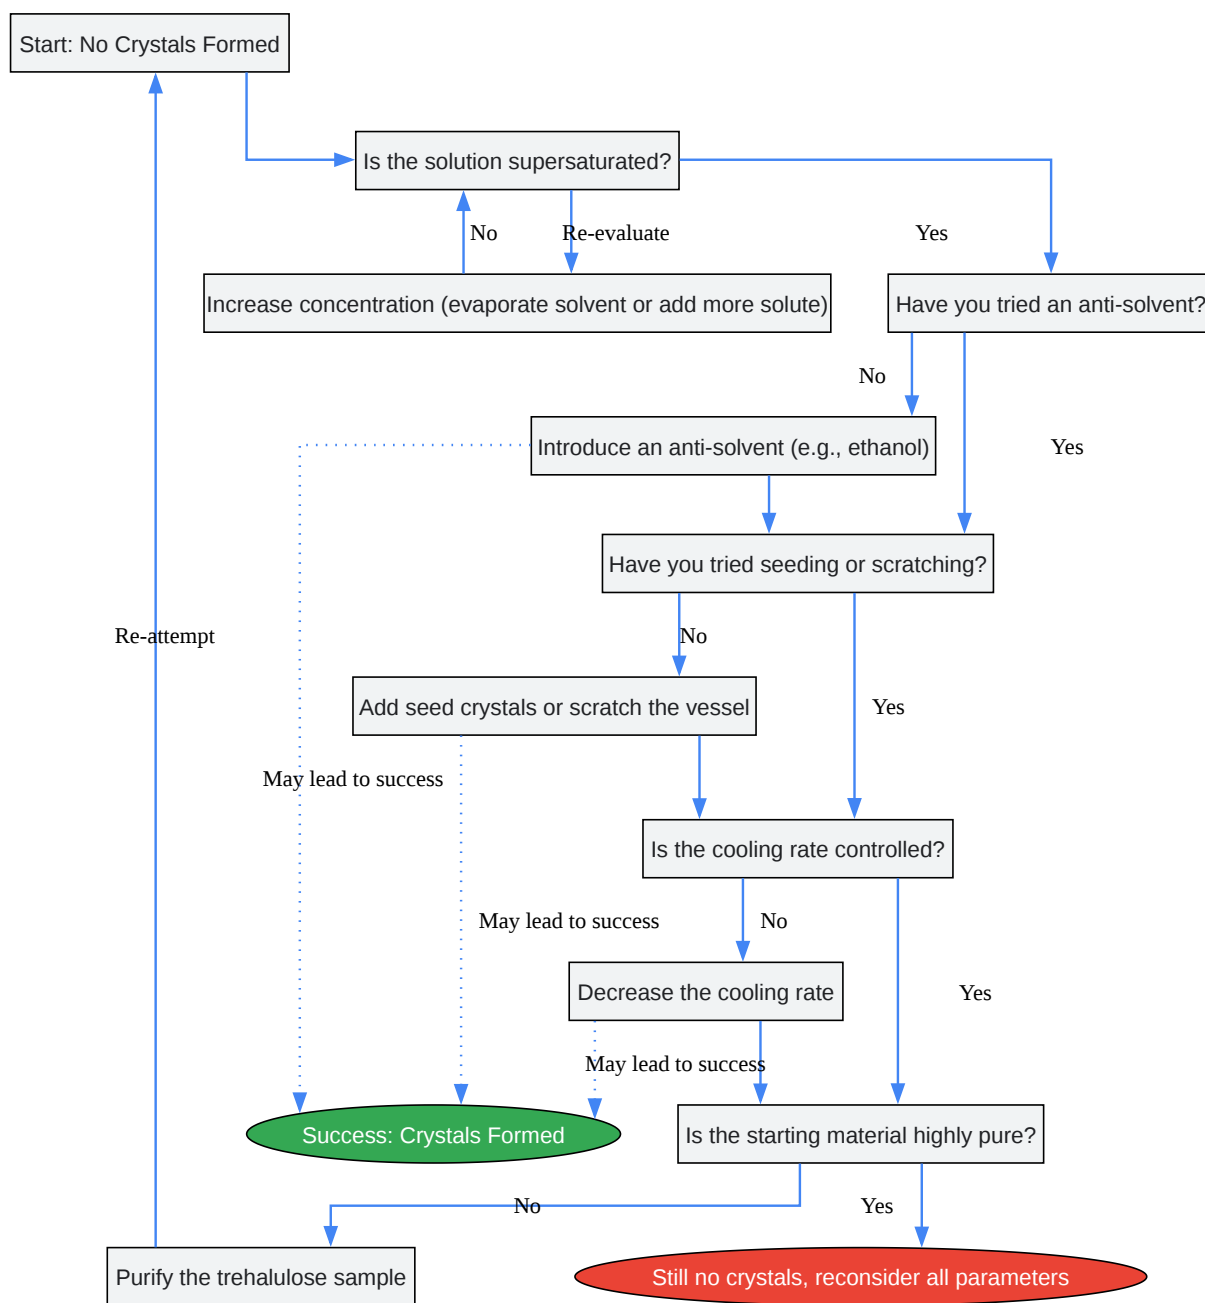 Start: No Crystals Formed
Is the solution supersaturated?
No
Re-evaluate
Yes
Increase concentration (evaporate solvent or add more solute)
Have you tried an anti-solvent?
No
Introduce an anti-solvent (e.g., ethanol)
Yes
Have you tried seeding or scratching?
Re-attempt
No
Add seed crystals or scratch the vessel
Yes
May lead to success
Is the cooling rate controlled?
May lead to success
No
Decrease the cooling rate
Yes
May lead to success
Success: Crystals Formed
Is the starting material highly pure?
No
Yes
Purify the trehalulose sample
Still no crystals, reconsider all parameters